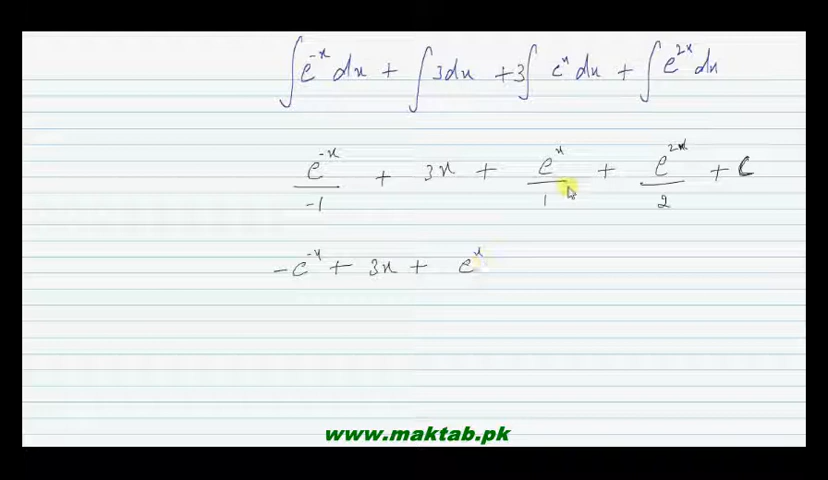 ∫e^{-x}dx + ∫3dx + 3∫e^{x}dx + ∫e^{2x}dx
e^{-x}/-1 + 3x + e^{x}/1 + e^{2x}/2 + C
-e^{-x} + 3x + e^{x}
www.maktab.pk